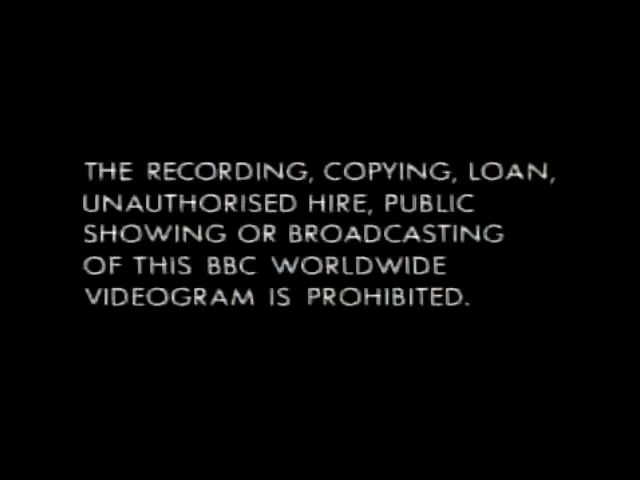 THE RECORDING, COPYING, LOAN,
UNAUTHORISED HIRE, PUBLIC
SHOWING OR BROADCASTING
OF THIS BBC WORLDWIDE
VIDEOGRAM IS PROHIBITED.